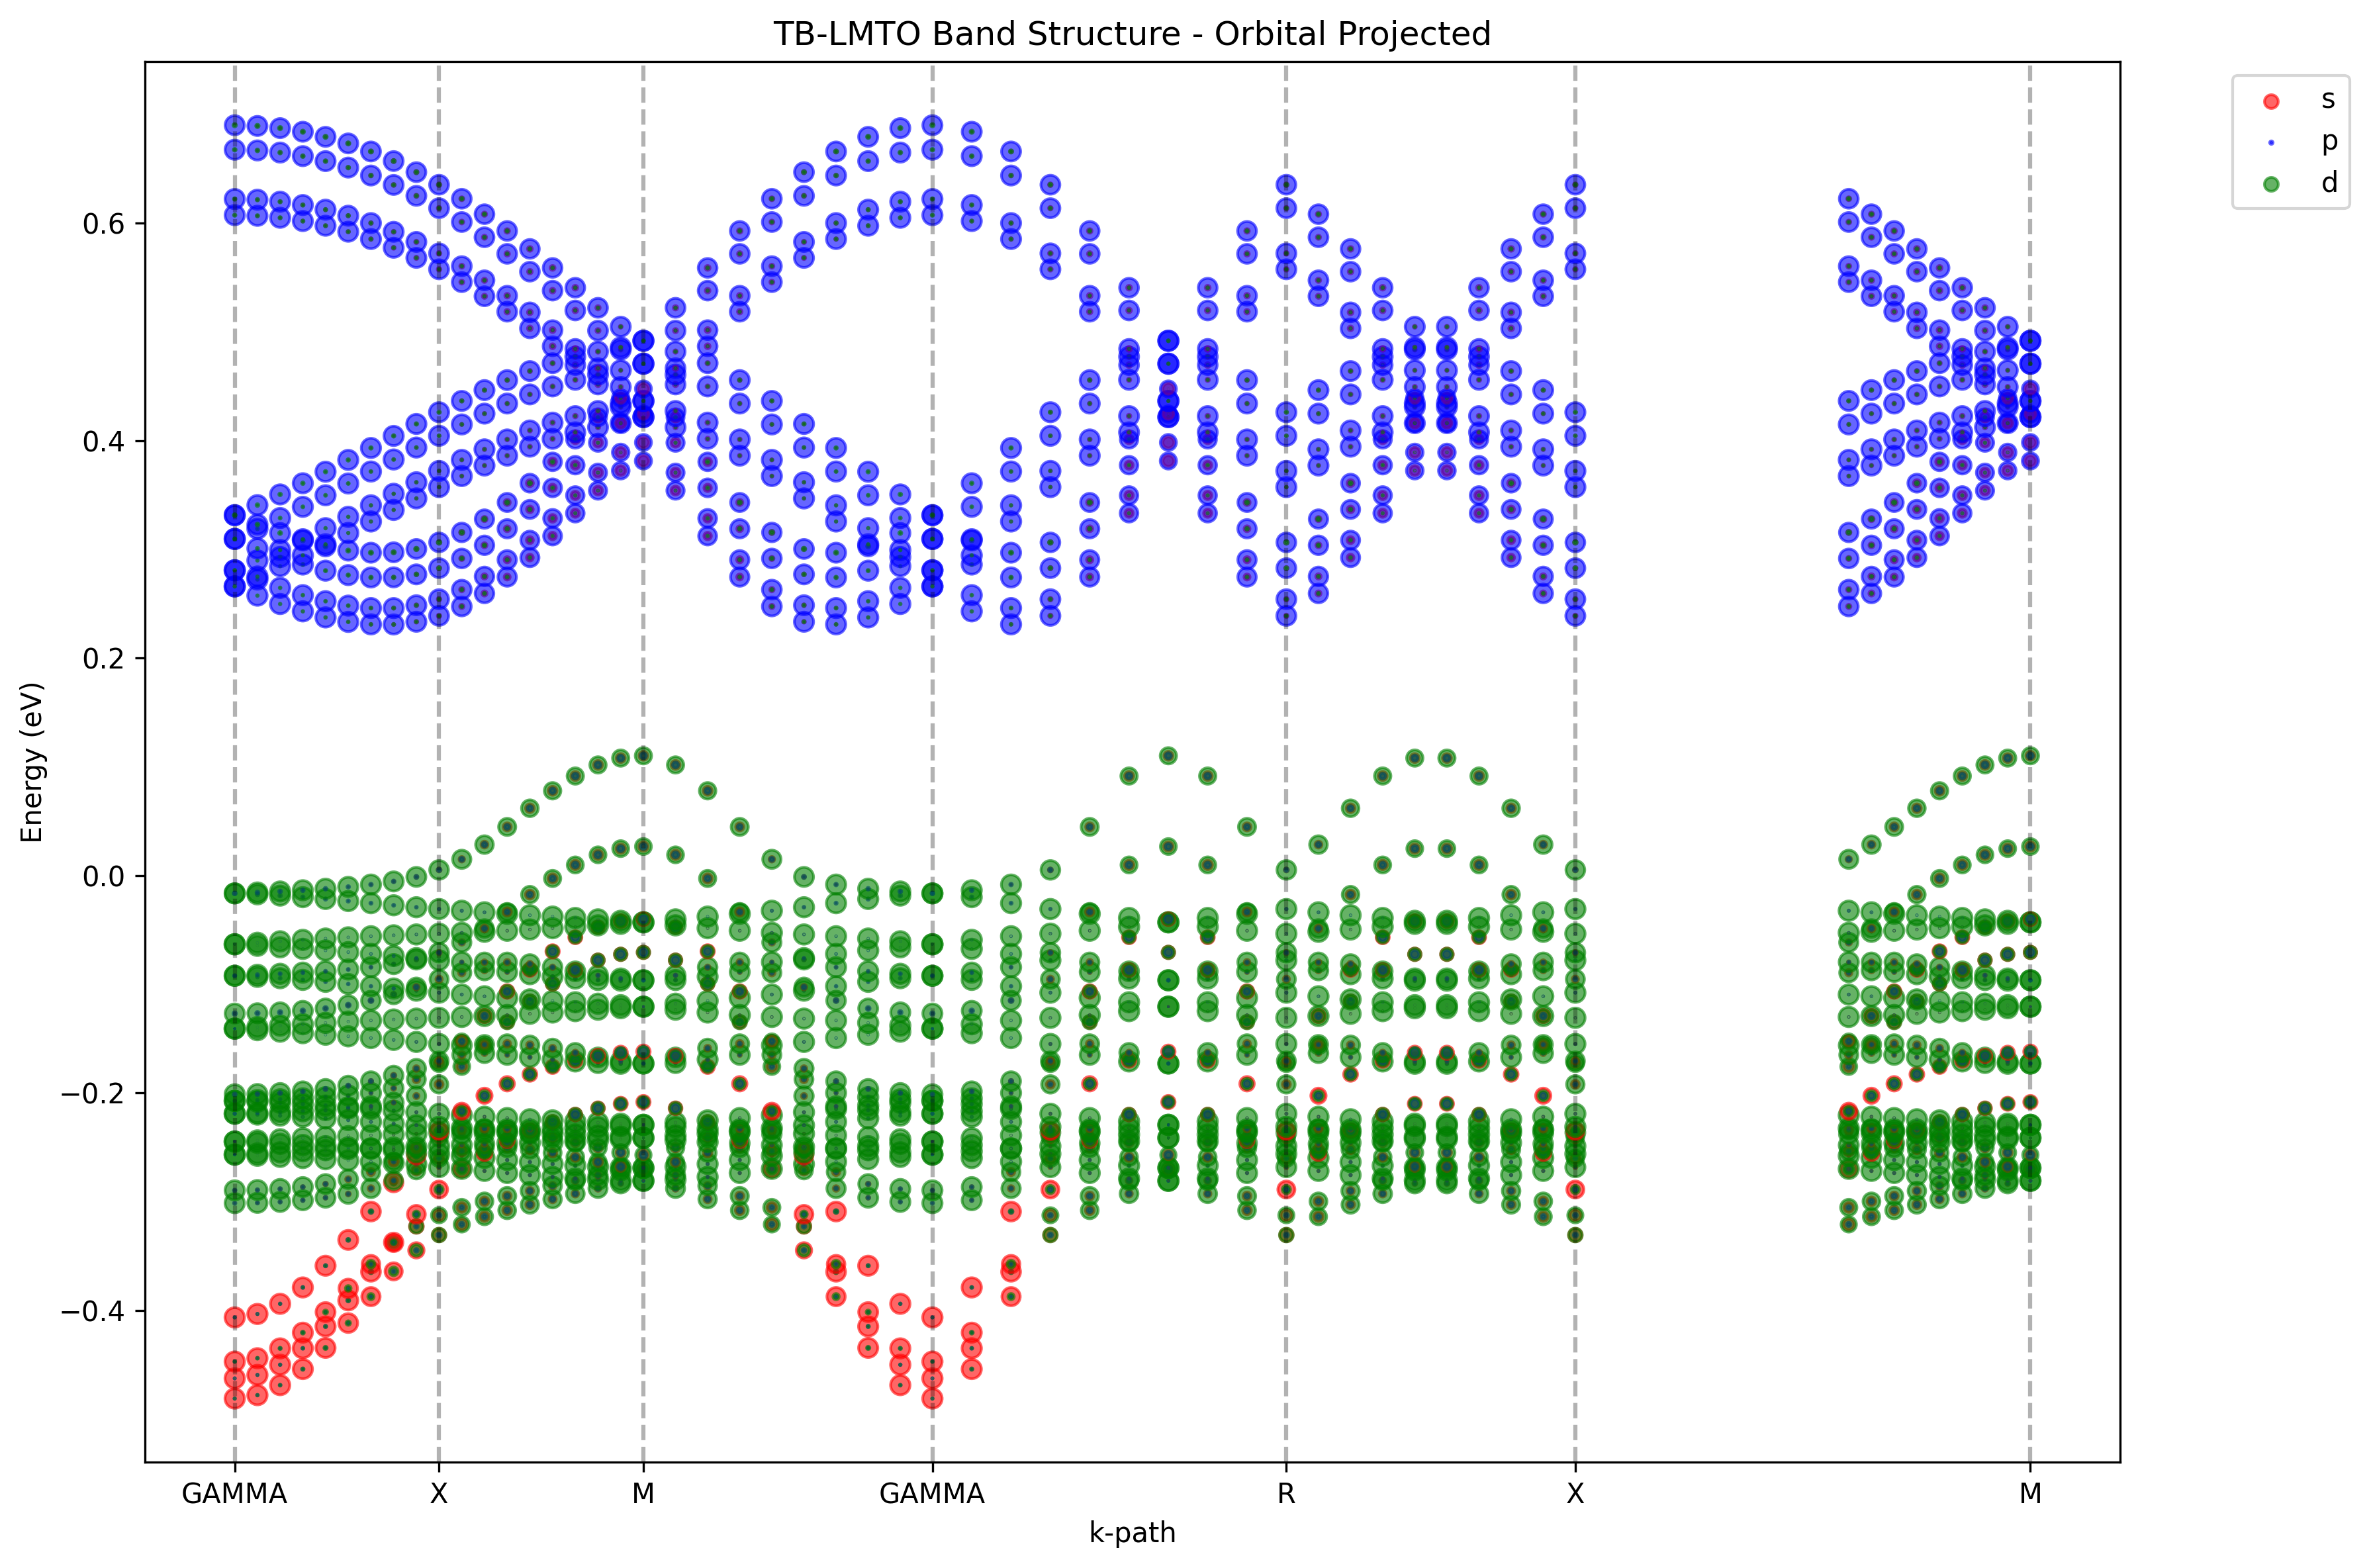 TB-LMTO Band Structure - Orbital Projected
s
p
d
Energy (eV)
0.6
0.4
0.2
0.0
−0.2
−0.4
GAMMA X M GAMMA R X M
k-path